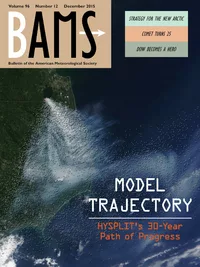 Volume 96 Number 12 December 2015
BAMS
Bulletin of the American Meteorological Society
STRATEGY FOR THE NEW ARCTIC
COMET TURNS 25
DOW BECOMES A HERO
MODEL
TRAJECTORY
HYSPLIT's 30-Year
Path of Progress